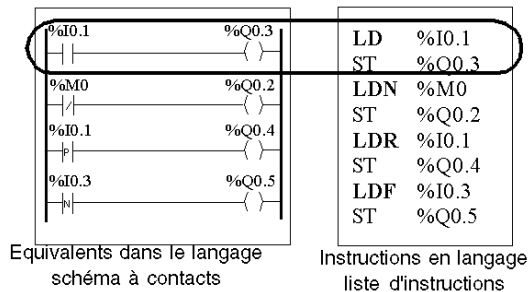 %I0.1 %Q0.3
%M0 %Q0.2
%I0.1 %Q0.4
P
%I0.3 %Q0.5
N
LD %I0.1
ST %Q0.3
LDN %M0
ST %Q0.2
LDR %I0.1
ST %Q0.4
LDF %I0.3
ST %Q0.5
Equivalents dans le langage
schéma à contacts
Instructions en langage
liste d'instructions